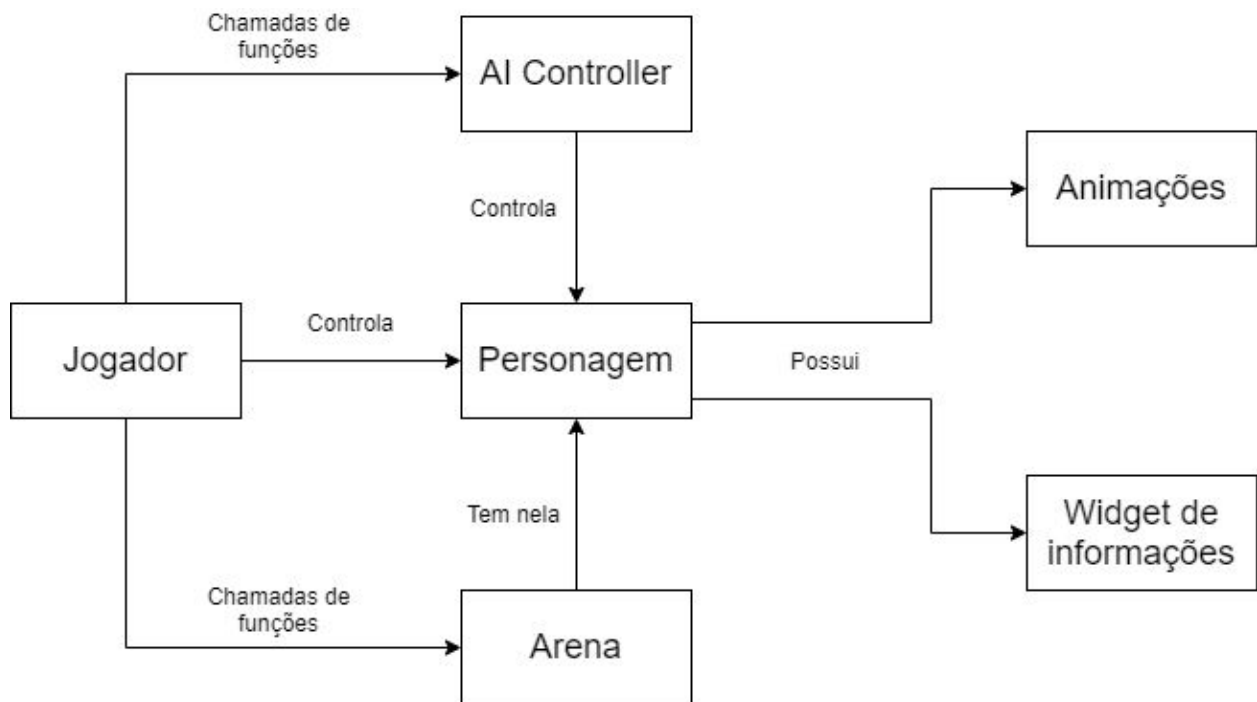 Chamadas de
funções
AI Controller
Controla
Animações
Jogador
Controla
Personagem
Possui
Tem nela
Widget de
informações
Chamadas de
funções
Arena